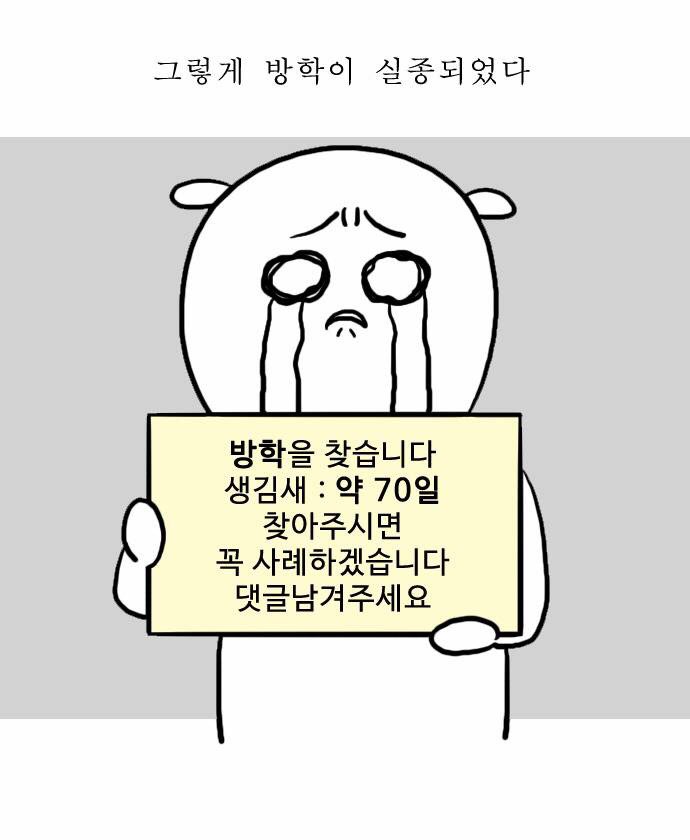 그렇게 방학이 실종되었다
방학을 찾습니다
생김새 : 약 70일
찾아주시면
꼭 사례하겠습니다
댓글남겨주세요